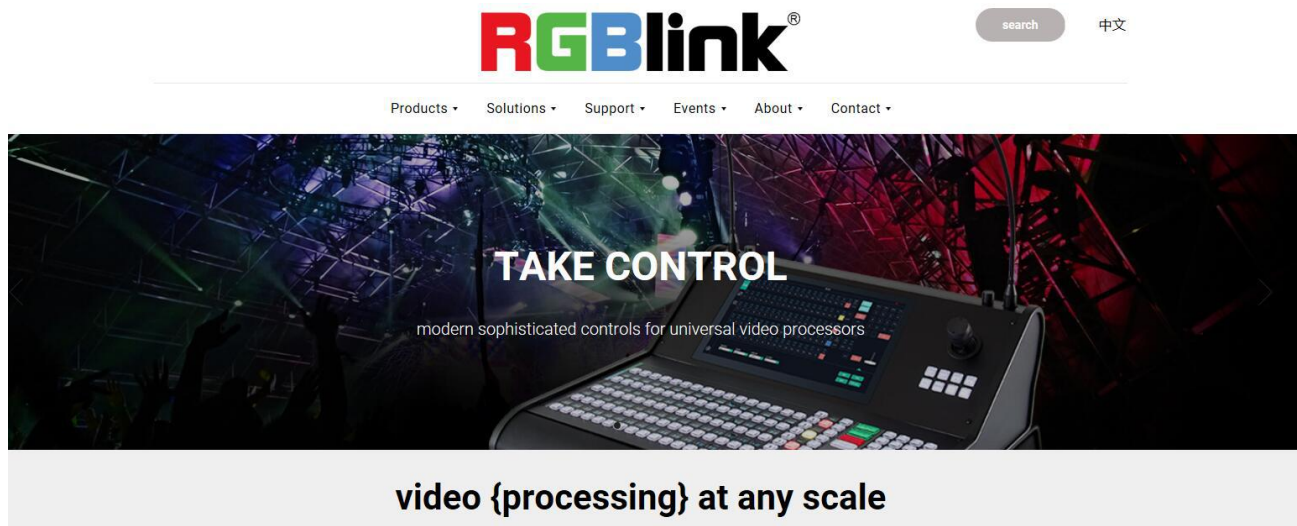 RGBlink®
search 中文
Products Solutions Support Events About Contact
TAKE CONTROL
modern sophisticated controls for universal video processors
video {processing} at any scale